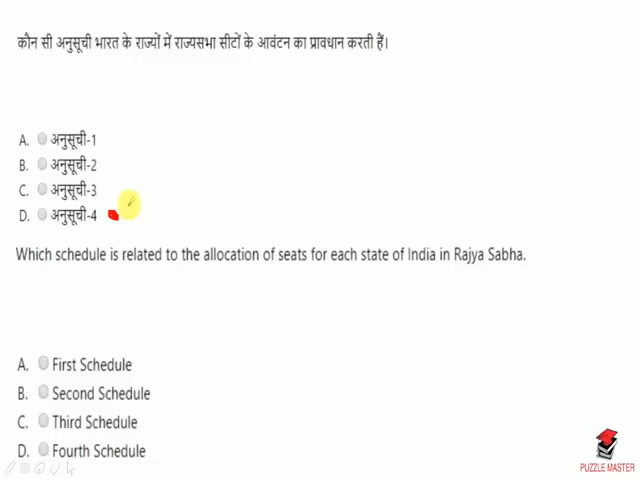 कौन सी अनुसूची भारत के राज्यों में राज्यसभा सीटों के आवंटन का प्रावधान करती हैं।
A. अनुसूची-1
B. अनुसूची-2
C. अनुसूची-3
D. अनुसूची-4
Which schedule is related to the allocation of seats for each state of India in Rajya Sabha.
A. First Schedule
B. Second Schedule
C. Third Schedule
D. Fourth Schedule
PUZZLE MASTER